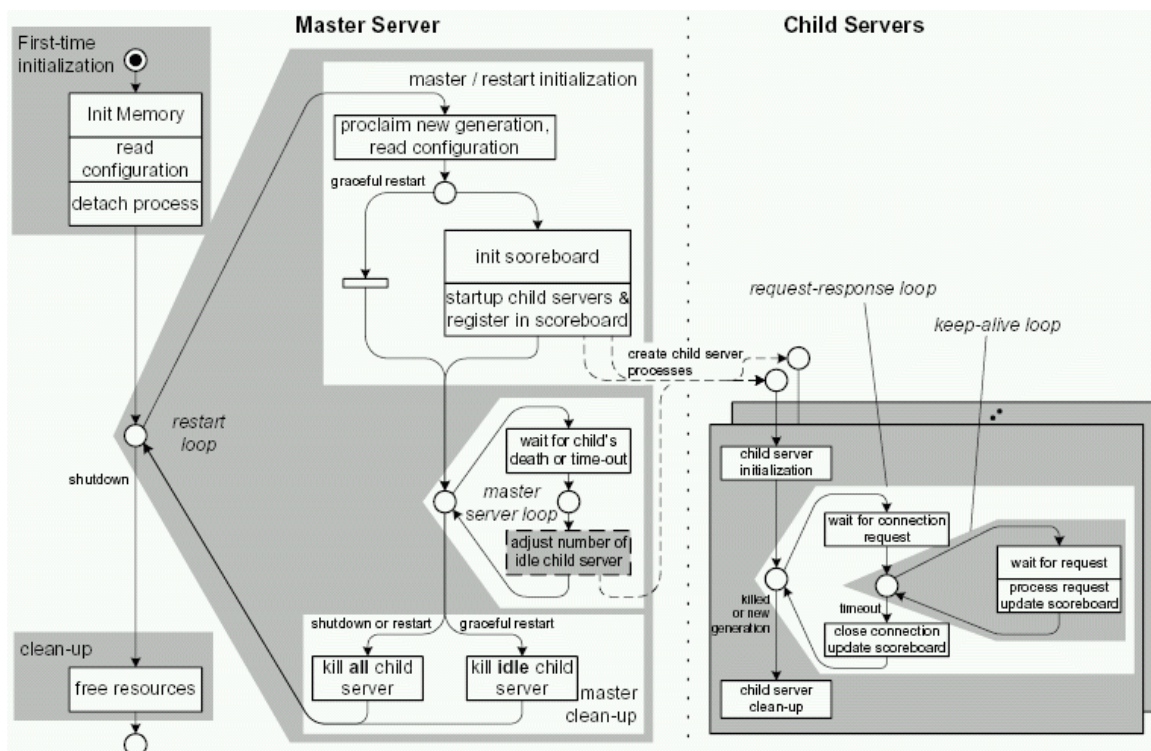 Master Server
Child Servers
First-time
initialization
Init Memory
read
configuration
detach process
master / restart initialization
proclaim new generation,
read configuration
graceful restart
init scoreboard
startup child servers &
register in scoreboard
create child server
processes
request-response loop
keep-alive loop
restart
loop
shutdown
wait for child's
death or time-out
master
server loop
adjust number of
idle child server
shutdown or restart
graceful restart
kill all child
server
kill idle child
server
master
clean-up
clean-up
free resources
child server
initialization
wait for connection
request
wait for request
process request
update scoreboard
killed
or new
generation
timeout
close connection
update scoreboard
child server
clean-up